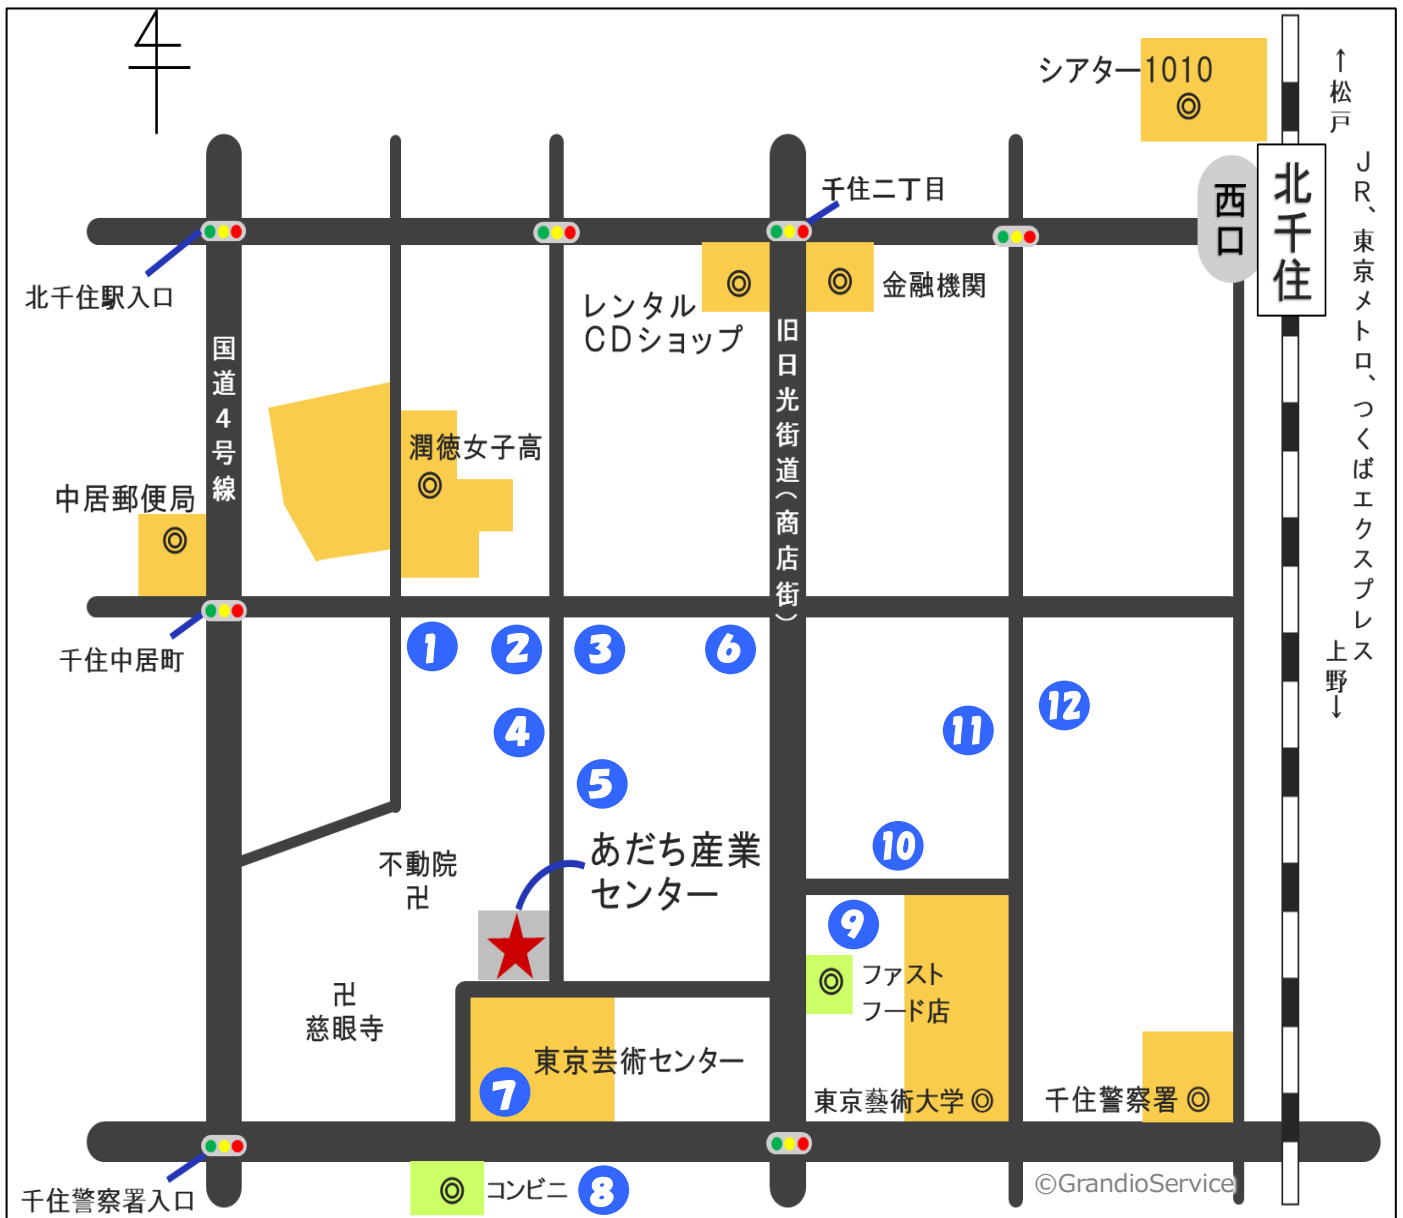 シアター1010
↑松戸
北千住
西口
JR、東京メトロ、つくばエクスプレス
上野↓
千住二丁目
北千住駅入口
レンタル
CDショップ
金融機関
国道4号線
旧日光街道(商店街)
潤徳女子高
中居郵便局
千住中居町
1
2
3
6
4
5
11
12
10
あだち産業
センター
不動院
卍
9
ファスト
フード店
卍
慈眼寺
東京芸術センター
7
東京藝術大学
千住警察署
千住警察署入口
コンビニ
8
©GrandioService